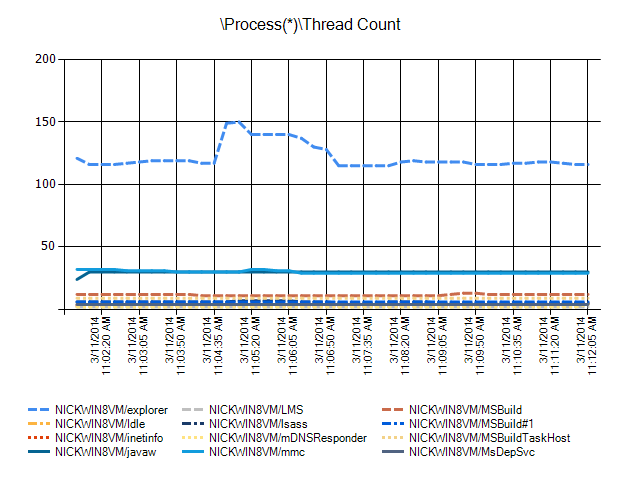 \Process(*)\Thread Count
200
150
100
50
3/11/2014 11:02:20 AM
3/11/2014 11:03:05 AM
3/11/2014 11:03:50 AM
3/11/2014 11:04:35 AM
3/11/2014 11:05:20 AM
3/11/2014 11:06:05 AM
3/11/2014 11:06:50 AM
3/11/2014 11:07:35 AM
3/11/2014 11:08:20 AM
3/11/2014 11:09:05 AM
3/11/2014 11:09:50 AM
3/11/2014 11:10:35 AM
3/11/2014 11:11:20 AM
3/11/2014 11:12:05 AM
NICKWIN8VM/explorer NICKWIN8VM/LMS NICKWIN8VM/MSBuild
NICKWIN8VM/Idle NICKWIN8VM/lsass NICKWIN8VM/MSBuild#1
NICKWIN8VM/inetinfo NICKWIN8VM/mDNSResponder NICKWIN8VM/MSBuildTaskHost
NICKWIN8VM/javaw NICKWIN8VM/mmc NICKWIN8VM/MsDepSvc